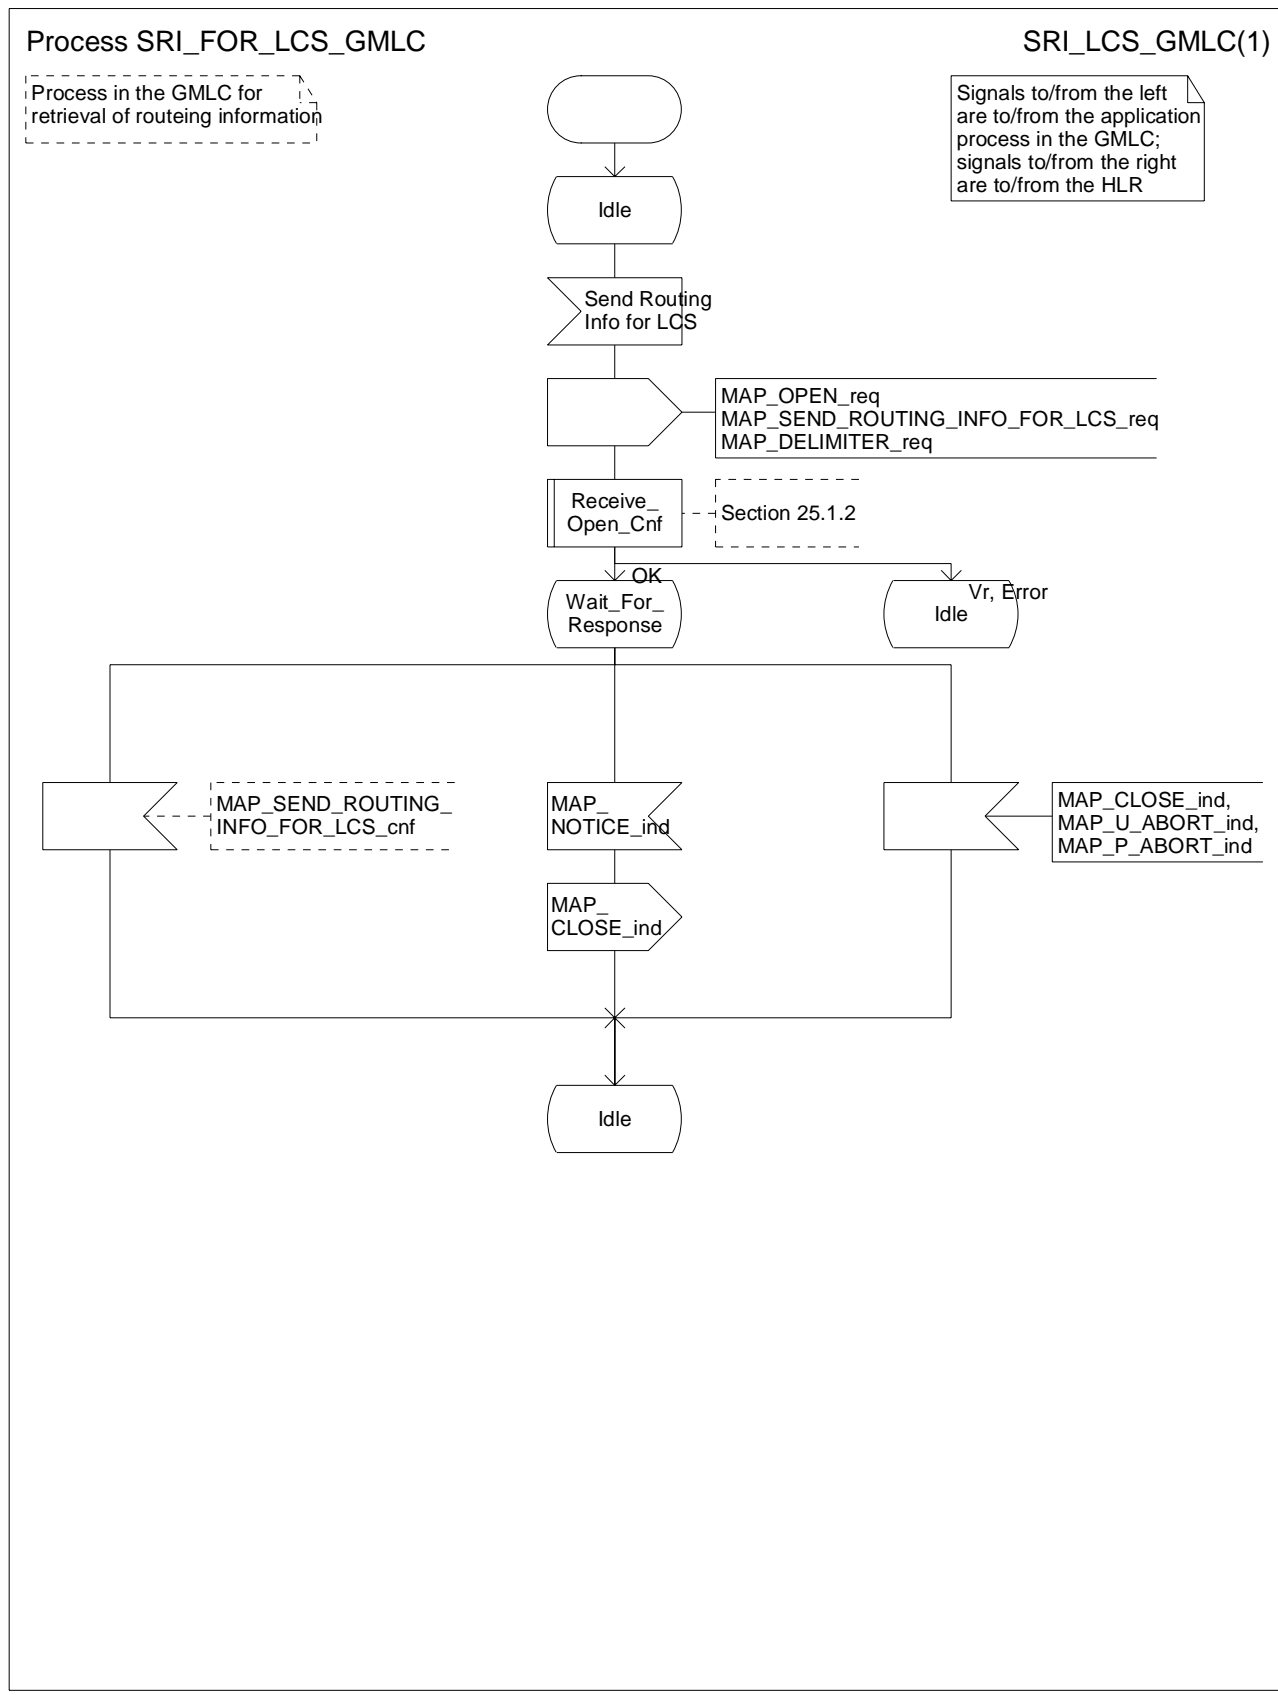 Process SRI_FOR_LCS_GMLC
SRI_LCS_GMLC(1)
Process in the GMLC for
retrieval of routeing information
Signals to/from the left
are to/from the application
process in the GMLC;
signals to/from the right
are to/from the HLR
Idle
Send Routing
Info for LCS
MAP_OPEN_req
MAP_SEND_ROUTING_INFO_FOR_LCS_req
MAP_DELIMITER_req
Receive_
Open_Cnf
Section 25.1.2
OK
Vr, Error
Wait_For_
Response
Idle
MAP_SEND_ROUTING_
INFO_FOR_LCS_cnf
MAP_
NOTICE_ind
MAP_CLOSE_ind,
MAP_U_ABORT_ind,
MAP_P_ABORT_ind
MAP_
CLOSE_ind
Idle